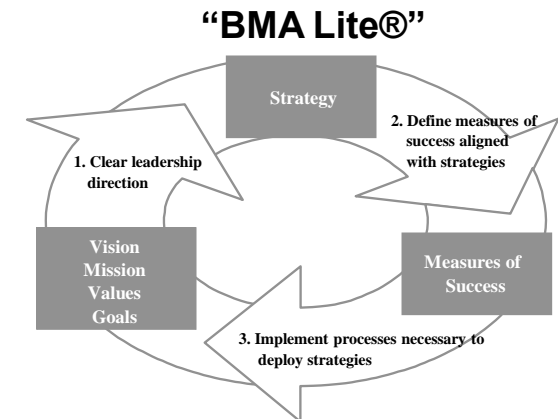 “BMA Lite®”
Strategy
2. Define measures of
success aligned
with strategies
1. Clear leadership
direction
Vision
Mission
Values
Goals
Measures of
Success
3. Implement processes necessary to
deploy strategies